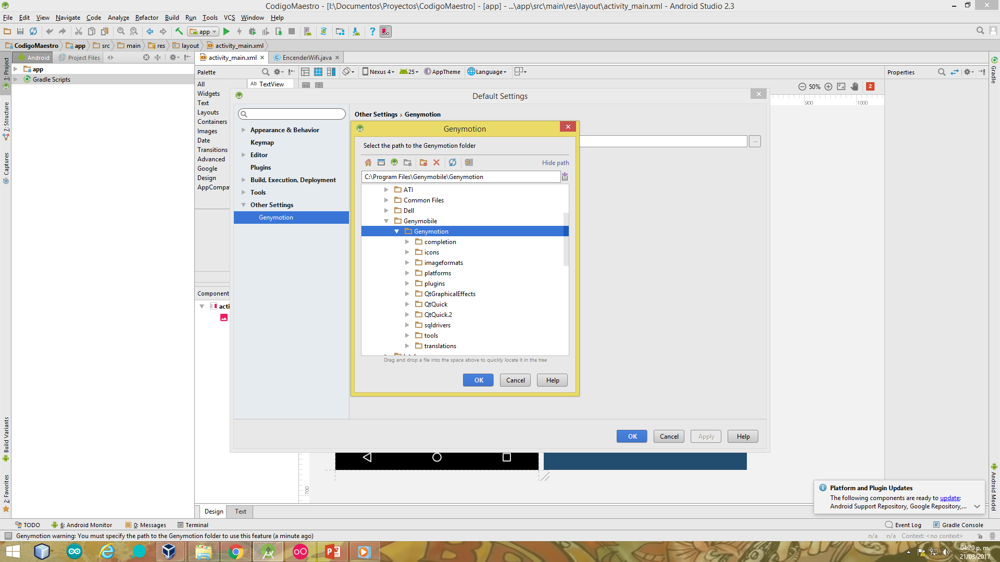 CodigoMaestro - [I:\Documentos\Proyectos\CodigoMaestro] - [app] - ...\app\src\main\res\layout\activity_main.xml - Android Studio 2.3
File Edit View Navigate Code Analyze Refactor Build Run Tools VCS Window Help
app
CodigoMaestro app src main res layout activity_main.xml
Android Project Files activity_main.xml EncenderWifi.java
1: Project
7: Structure
Captures
Build Variants
2: Favorites
app
Gradle Scripts
Palette
All
Widgets
Text
Layouts
Containers
Images
Date
Transitions
Advanced
Google
Design
AppCompat
Ab TextView
Nexus 4 25 AppTheme Language
50% 2
900 1000
Properties
Gradle
Android Model
Component
acti
Default Settings
Appearance & Behavior
Keymap
Editor
Plugins
Build, Execution, Deployment
Tools
Other Settings
Genymotion
Other Settings › Genymotion
...
Genymotion
Select the path to the Genymotion folder
Hide path
C:\Program Files\Genymobile\Genymotion
ATI
Common Files
Dell
Genymobile
Genymotion
completion
icons
imageformats
platforms
plugins
QtGraphicalEffects
QtQuick
QtQuick.2
sqldrivers
tools
translations
Drag and drop a file into the space above to quickly locate it in the tree
OK Cancel Help
OK Cancel Apply Help
700
Design Text
Platform and Plugin Updates
The following components are ready to update:
Android Support Repository, Google Repository,...
TODO 6: Android Monitor 0: Messages Terminal Event Log Gradle Console
Genymotion warning: You must specify the path to the Genymotion folder to use this feature (a minute ago) n/a n/a Context: <no context>
04:20 p. m.
21/03/2017